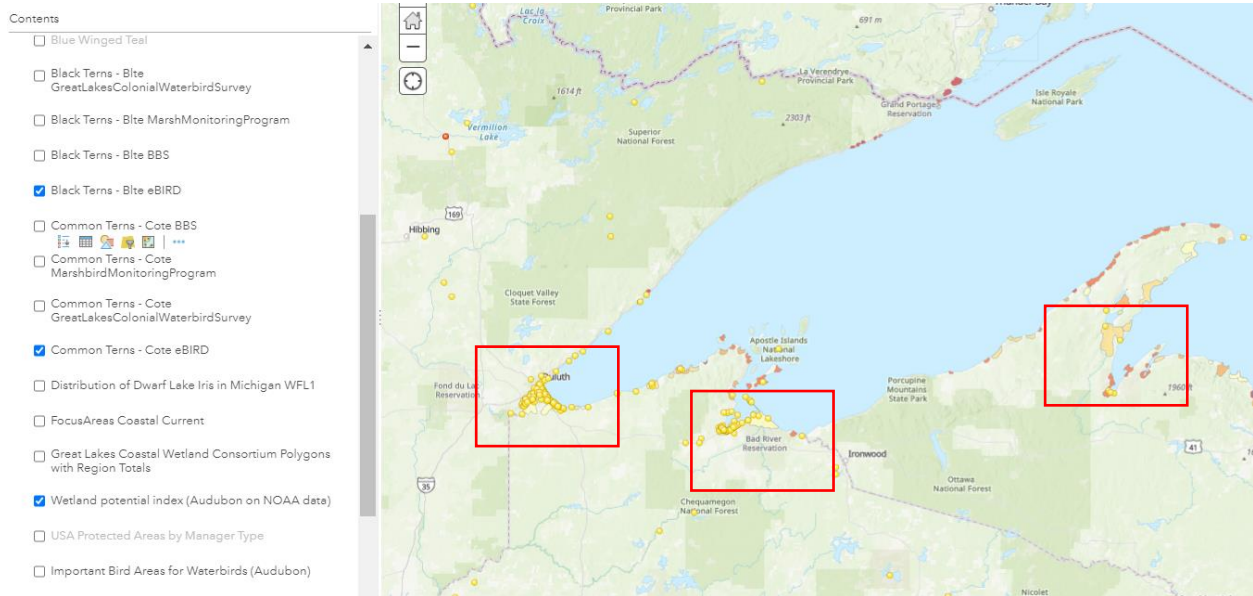 Contents
Blue Winged Teal
Black Terns - Blte
GreatLakesColonialWaterbirdSurvey
Black Terns - Blte MarshMonitoringProgram
Black Terns - Blte BBS
Black Terns - Blte eBIRD
Common Terns - Cote BBS
Common Terns - Cote
MarshbirdMonitoringProgram
Common Terns - Cote
GreatLakesColonialWaterbirdSurvey
Common Terns - Cote eBIRD
Distribution of Dwarf Lake Iris in Michigan WFL1
FocusAreas Coastal Current
Great Lakes Coastal Wetland Consortium Polygons
with Region Totals
Wetland potential index (Audubon on NOAA data)
USA Protected Areas by Manager Type
Important Bird Areas for Waterbirds (Audubon)
Lac la
Croix
Provincial Park
691 m
La Verendrye
Provincial Park
1614 ft
Grand Portage
Reservation
Isle Royale
National Park
Vermilion
Lake
2303 ft
Superior
National Forest
169
Hibbing
Cloquet Valley
State Forest
Apostle Islands
National
Lakeshore
Duluth
Fond du Lac
Reservation
Porcupine
Mountains
State Park
1960 ft
Bad River
Reservation
Ironwood
41
35
Ottawa
National Forest
Chequamegon
National Forest
Nicolet